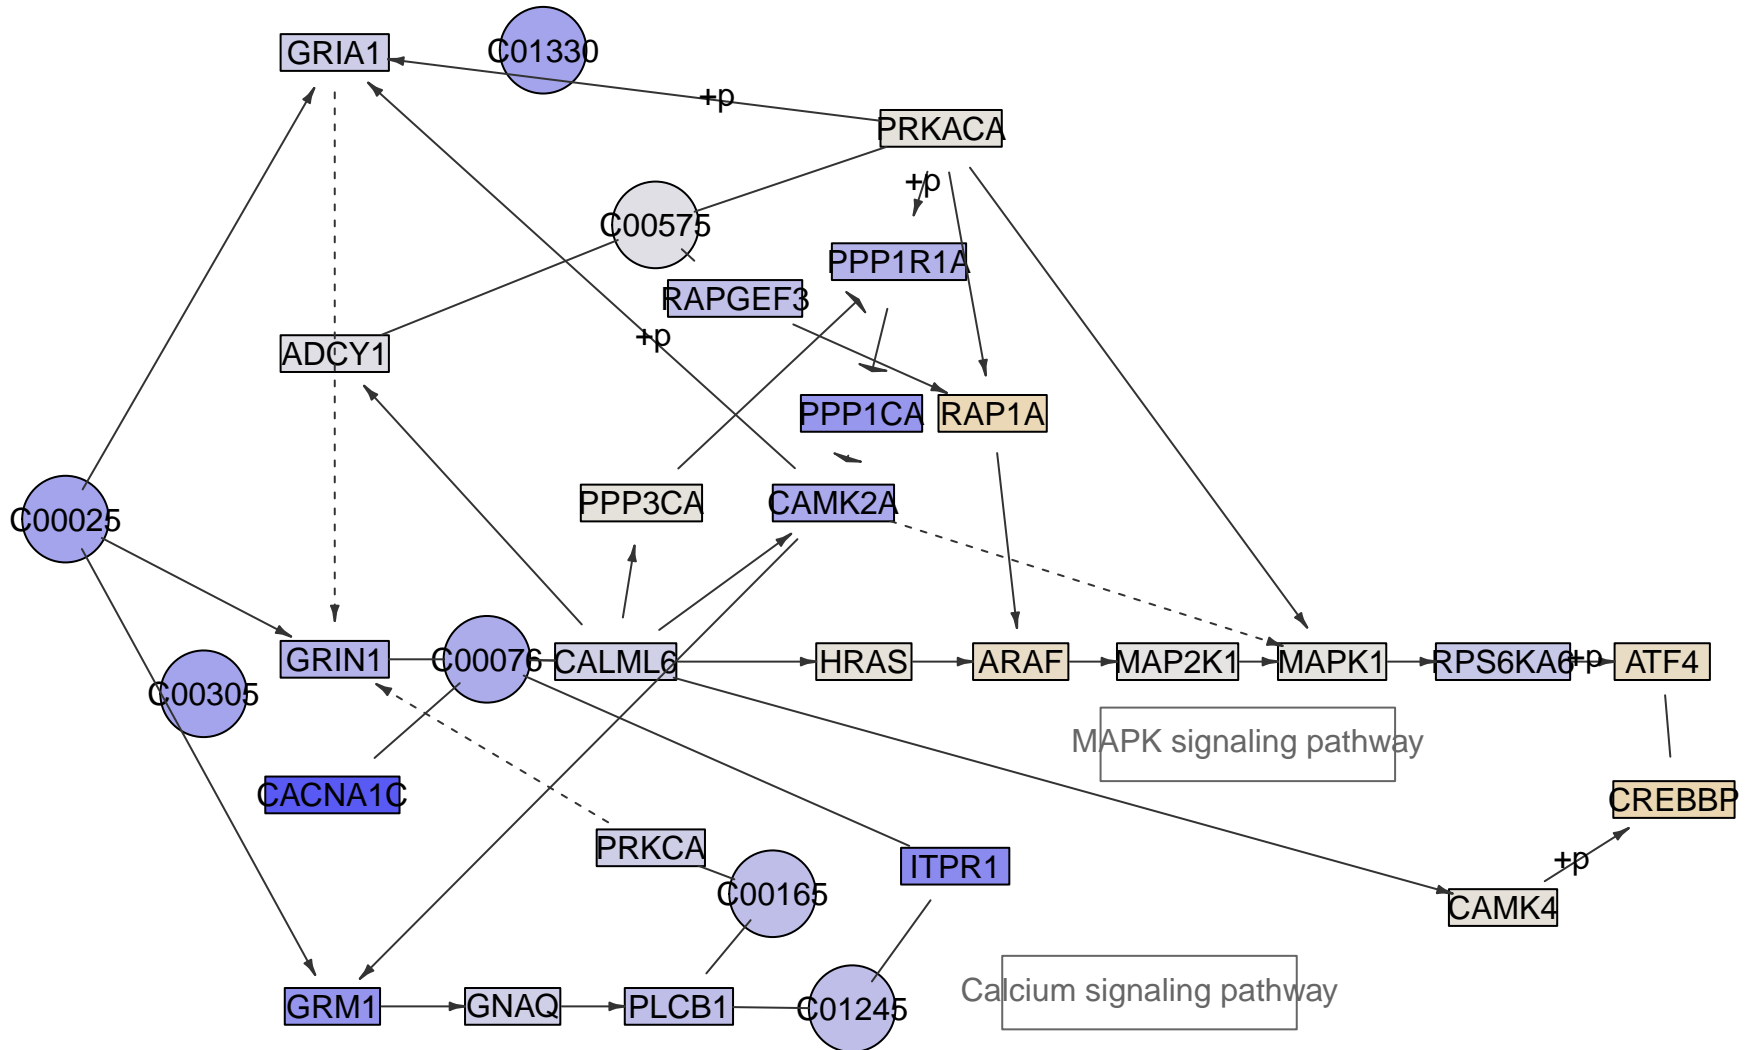 GRIA1
C01330
+p
PRKACA
+p
C00575
PPP1R1A
RAPGEF3
+p
ADCY1
PPP1CA
RAP1A
C00025
PPP3CA
CAMK2A
GRIN1
C00076
CALML6
HRAS
ARAF
MAP2K1
MAPK1
RPS6KA6
+p
ATF4
C00305
MAPK signaling pathway
CACNA1C
CREBBP
PRKCA
ITPR1
+p
C00165
CAMK4
Calcium signaling pathway
GRM1
GNAQ
PLCB1
C01245